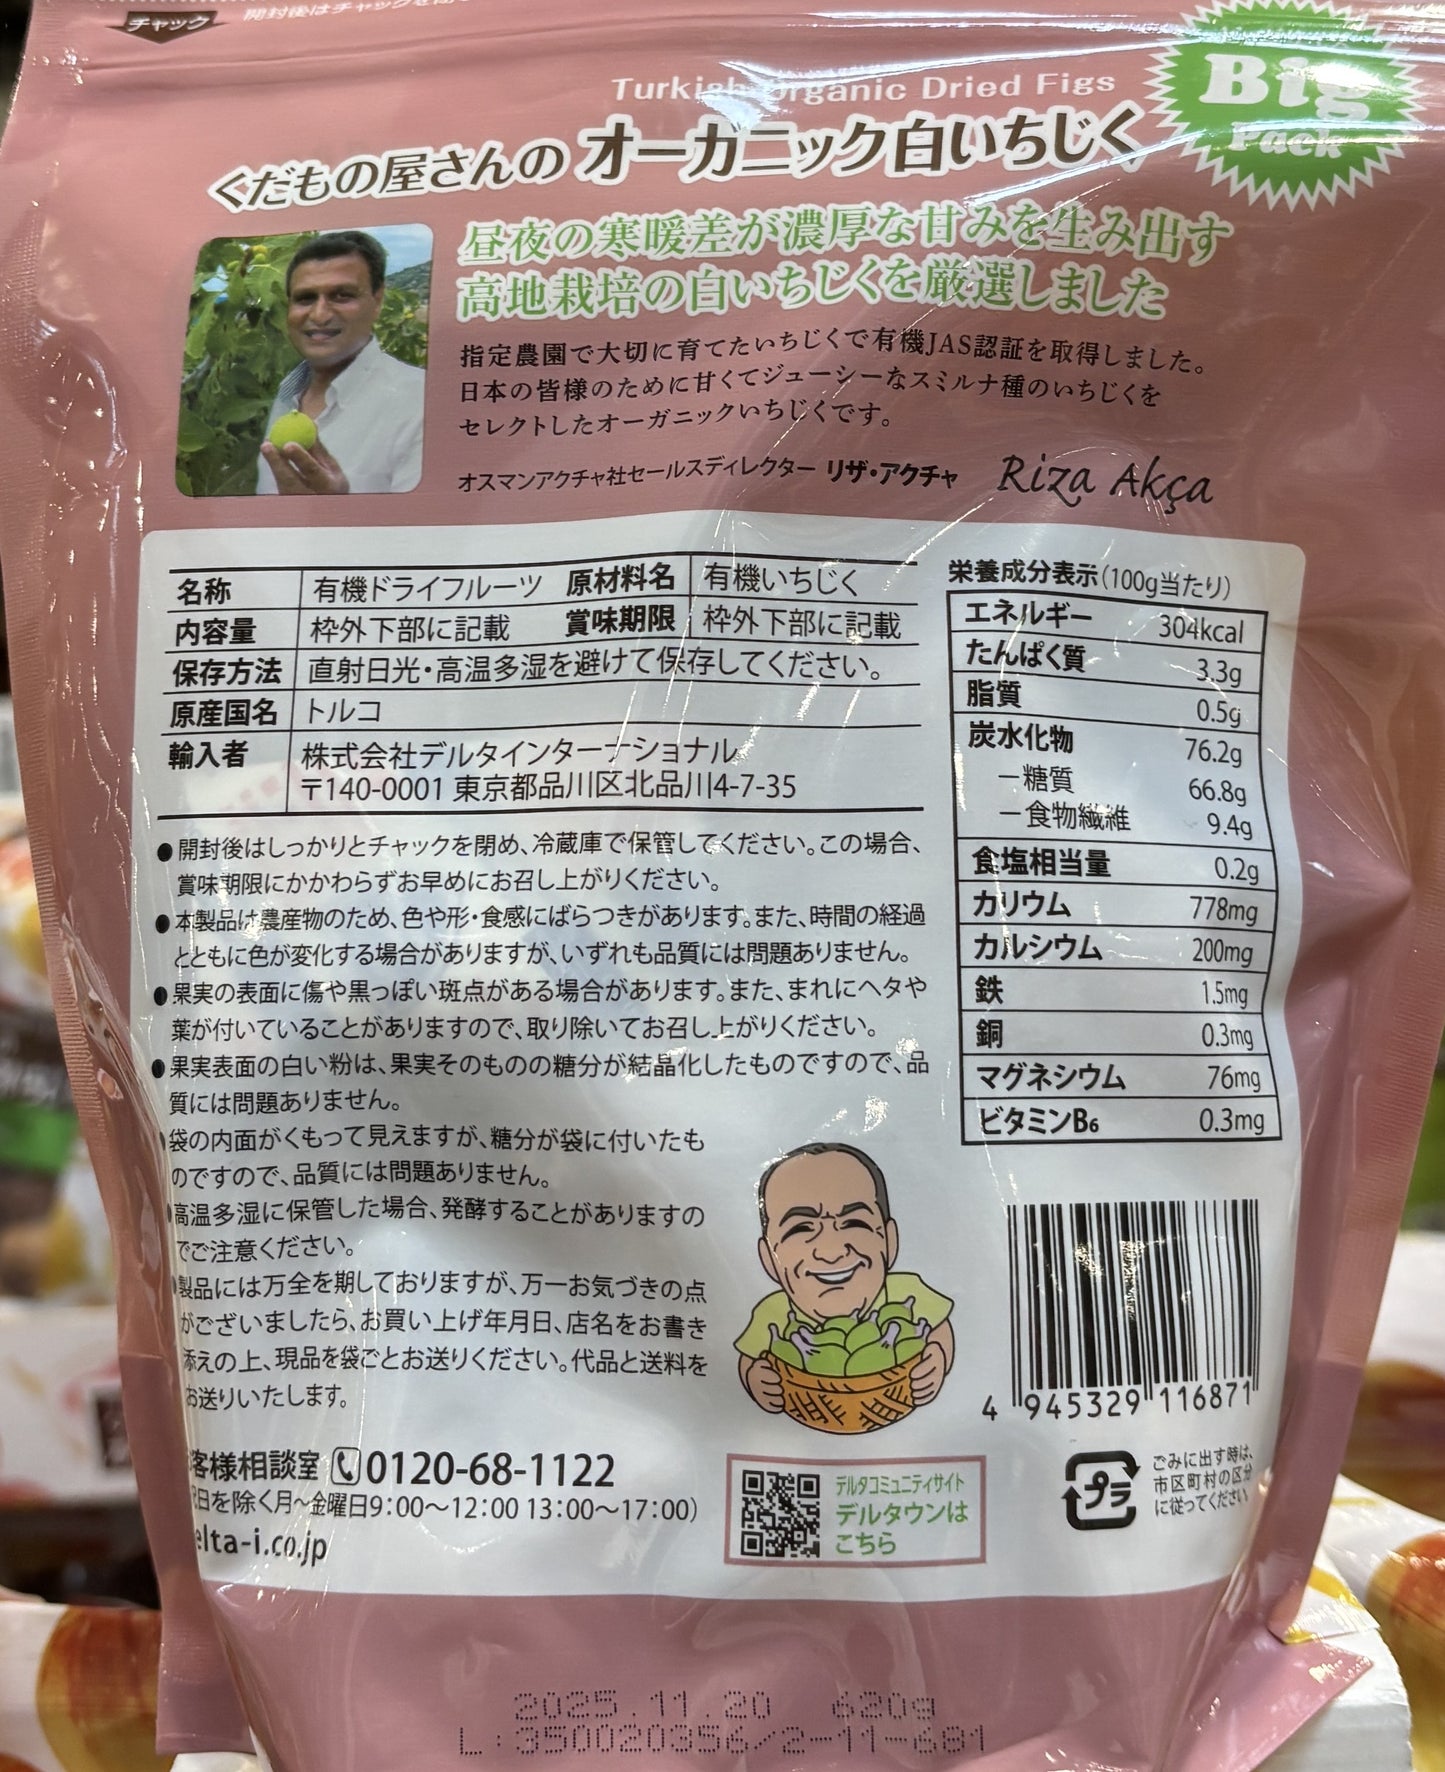 チャック
開封後はチャックを
Turkish Organic Dried Figs
Big
Pack
くだもの屋さんの オーガニック白いちじく
昼夜の寒暖差が濃厚な甘みを生み出す
高地栽培の白いちじくを厳選しました
指定農園で大切に育てたいちじくで有機JAS認証を取得しました。
日本の皆様のために甘くてジューシーなスミルナ種のいちじくを
セレクトしたオーガニックいちじくです。
オスマンアクチャ社セールスディレクター リザ・アクチャ Riza Akça
名称 有機ドライフルーツ 原材料名 有機いちじく
内容量 枠外下部に記載 賞味期限 枠外下部に記載
保存方法 直射日光・高温多湿を避けて保存してください。
原産国名 トルコ
輸入者 株式会社デルタインターナショナル
〒140-0001 東京都品川区北品川4-7-35
栄養成分表示(100g当たり)
エネルギー 304kcal
たんぱく質 3.3g
脂質 0.5g
炭水化物 76.2g
－糖質 66.8g
－食物繊維 9.4g
食塩相当量 0.2g
カリウム 778mg
カルシウム 200mg
鉄 1.5mg
銅 0.3mg
マグネシウム 76mg
ビタミンB6 0.3mg
●開封後はしっかりとチャックを閉め、冷蔵庫で保管してください。この場合、
賞味期限にかかわらずお早めにお召し上がりください。
●本製品は農産物のため、色や形・食感にばらつきがあります。また、時間の経過
とともに色が変化する場合がありますが、いずれも品質には問題ありません。
●果実の表面に傷や黒っぽい斑点がある場合があります。また、まれにヘタや
葉が付いていることがありますので、取り除いてお召し上がりください。
●果実表面の白い粉は、果実そのものの糖分が結晶化したものですので、品
質には問題ありません。
●袋の内面がくもって見えますが、糖分が袋に付いたも
のですので、品質には問題ありません。
●高温多湿に保管した場合、発酵することがありますの
でご注意ください。
●製品には万全を期しておりますが、万一お気づきの点
がございましたら、お買い上げ年月日、店名をお書き
添えの上、現品を袋ごとお送りください。代品と送料を
お送りいたします。
客様相談室 0120-68-1122
日を除く月～金曜日9:00～12:00 13:00～17:00)
elta-i.co.jp
デルタコミュニティサイト
デルタウンは
こちら
4 945329 116871
プラ
ごみに出す時は、
市区町村の区分
に従ってください
2025.11.20 620g
L:350020356/2-11-681